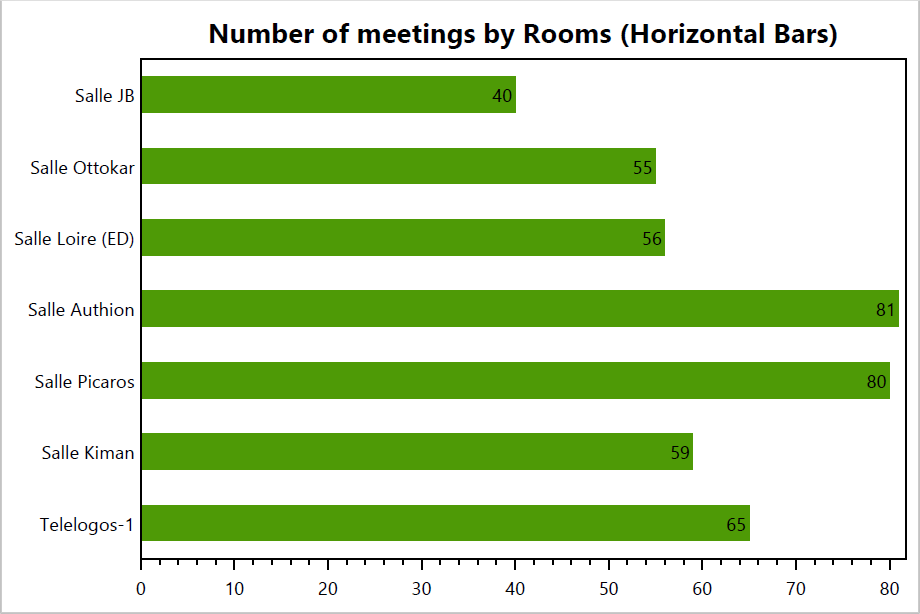 Number of meetings by Rooms (Horizontal Bars)
Salle JB 40
Salle Ottokar 55
Salle Loire (ED) 56
Salle Authion 81
Salle Picaros 80
Salle Kiman 59
Telelogos-1 65
0 10 20 30 40 50 60 70 80